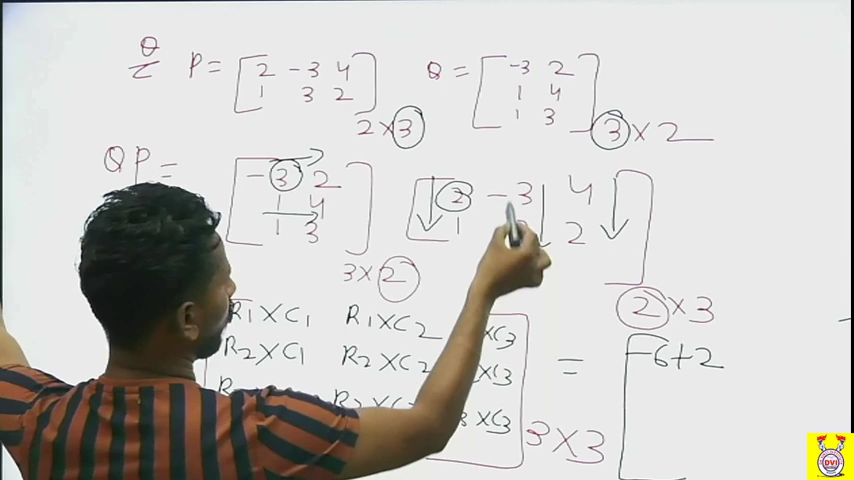 Q/2 P = [2 -3 4 Q = [-3 2
1 3 2] 1 4
2 × 3 1 3] 3 × 2
QP = [-3 2 [2 -3 4
1 4 1 2]
1 3]
3 × 2 2 × 3
R1 × C1 R1 × C2 × C3 = [-6+2
R2 × C1 R2 × C2 × C3
× C3 3 × 3
DVI